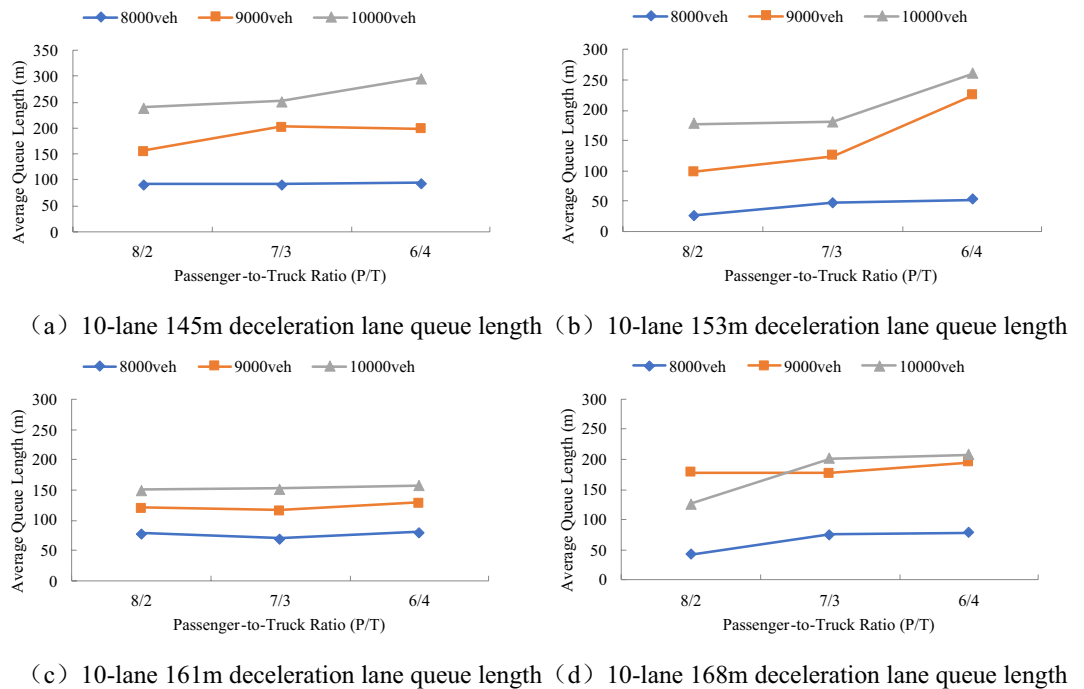 8000veh 9000veh 10000veh
Average Queue Length (m)
350
300
250
200
150
100
50
0
8/2 7/3 6/4
Passenger-to-Truck Ratio (P/T)
（a）10-lane 145m deceleration lane queue length
8000veh 9000veh 10000veh
Average Queue Length (m)
300
250
200
150
100
50
0
8/2 7/3 6/4
Passenger-to-Truck Ratio (P/T)
（b）10-lane 153m deceleration lane queue length
8000veh 9000veh 10000veh
Average Queue Length (m)
300
250
200
150
100
50
0
8/2 7/3 6/4
Passenger-to-Truck Ratio (P/T)
（c）10-lane 161m deceleration lane queue length
8000veh 9000veh 10000veh
Average Queue Length (m)
300
250
200
150
100
50
0
8/2 7/3 6/4
Passenger-to-Truck Ratio (P/T)
（d）10-lane 168m deceleration lane queue length